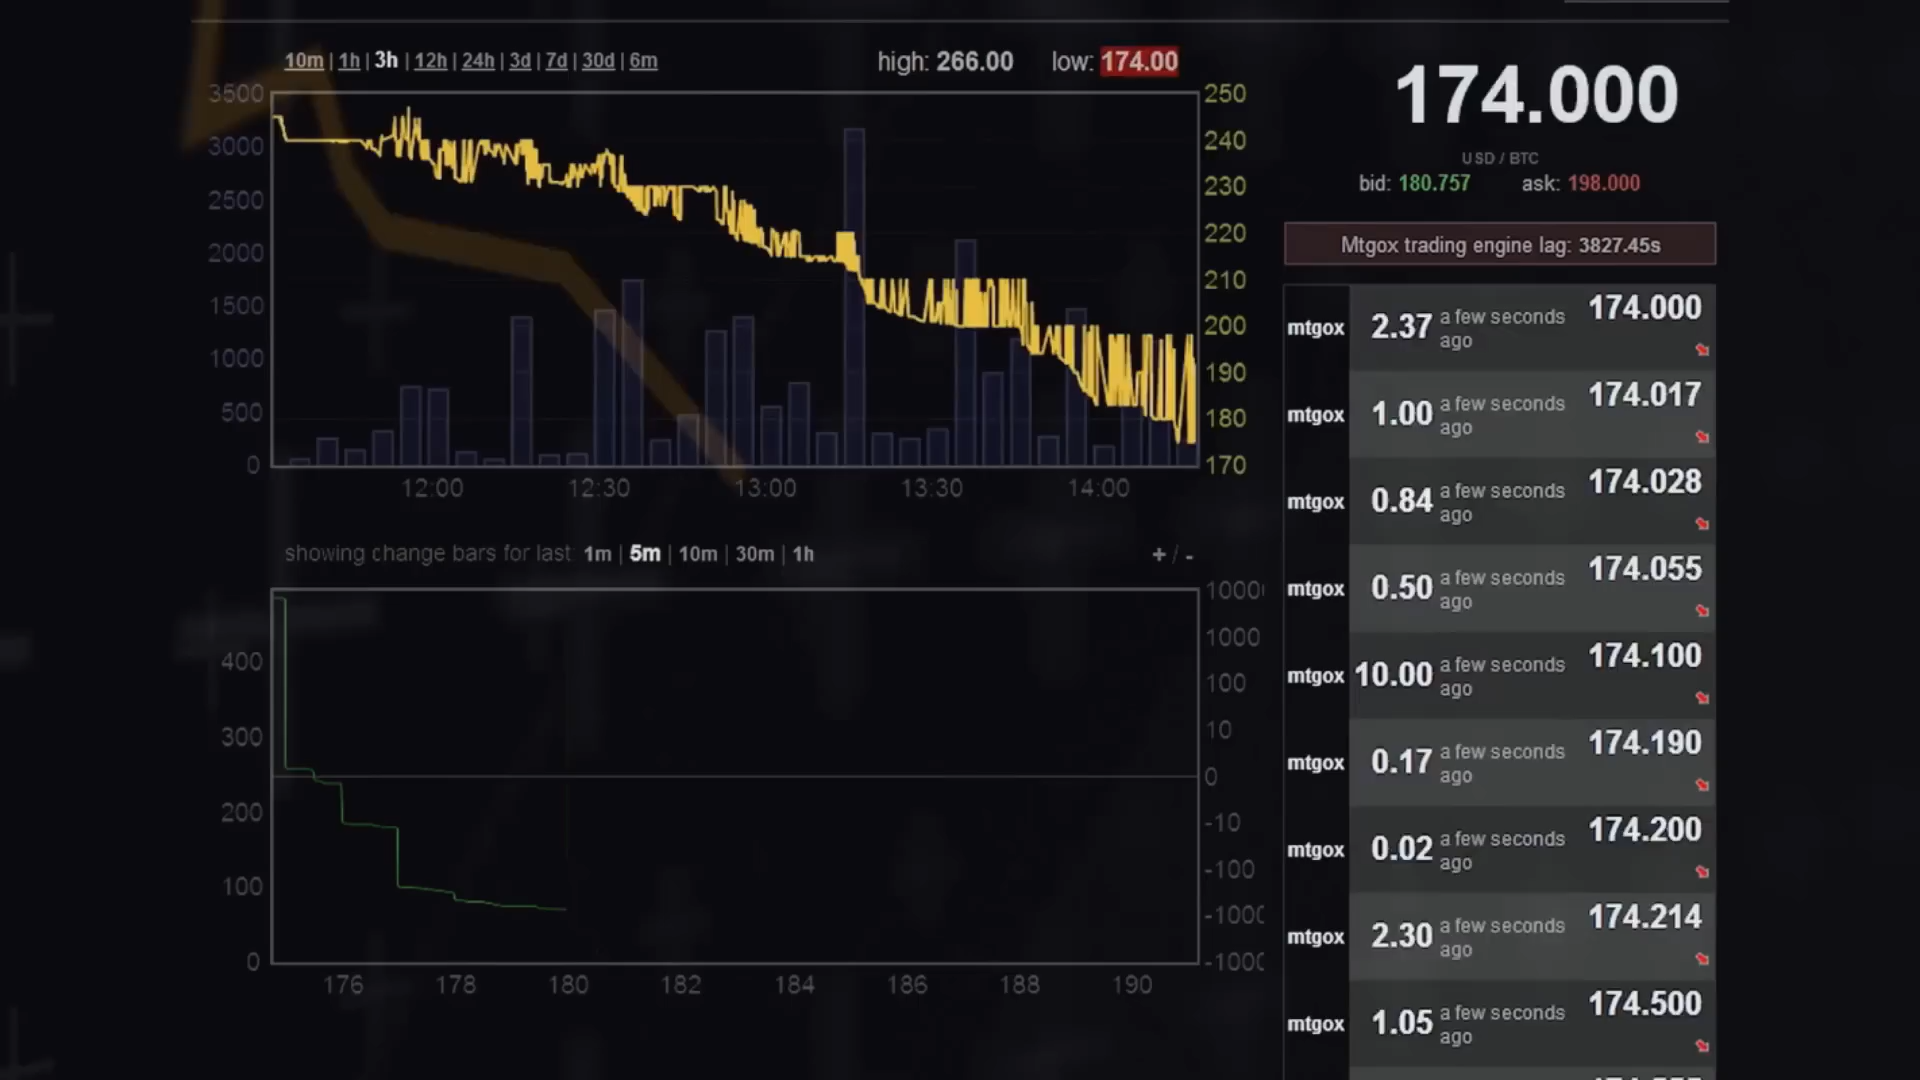 10m | 1h | 3h | 12h | 24h | 3d | 7d | 30d | 6m
high: 266.00 low: 174.00
3500
3000
2500
2000
1500
1000
500
0
250
240
230
220
210
200
190
180
170
12:00 12:30 13:00 13:30 14:00
showing change bars for last 1m | 5m | 10m | 30m | 1h
+ / -
400
300
200
100
0
1000
1000
100
10
0
-10
-100
-1000
176 178 180 182 184 186 188 190
174.000
USD / BTC
bid: 180.757 ask: 198.000
Mtgox trading engine lag: 3827.45s
mtgox 2.37 a few seconds ago 174.000
mtgox 1.00 a few seconds ago 174.017
mtgox 0.84 a few seconds ago 174.028
mtgox 0.50 a few seconds ago 174.055
mtgox 10.00 a few seconds ago 174.100
mtgox 0.17 a few seconds ago 174.190
mtgox 0.02 a few seconds ago 174.200
mtgox 2.30 a few seconds ago 174.214
mtgox 1.05 a few seconds ago 174.500